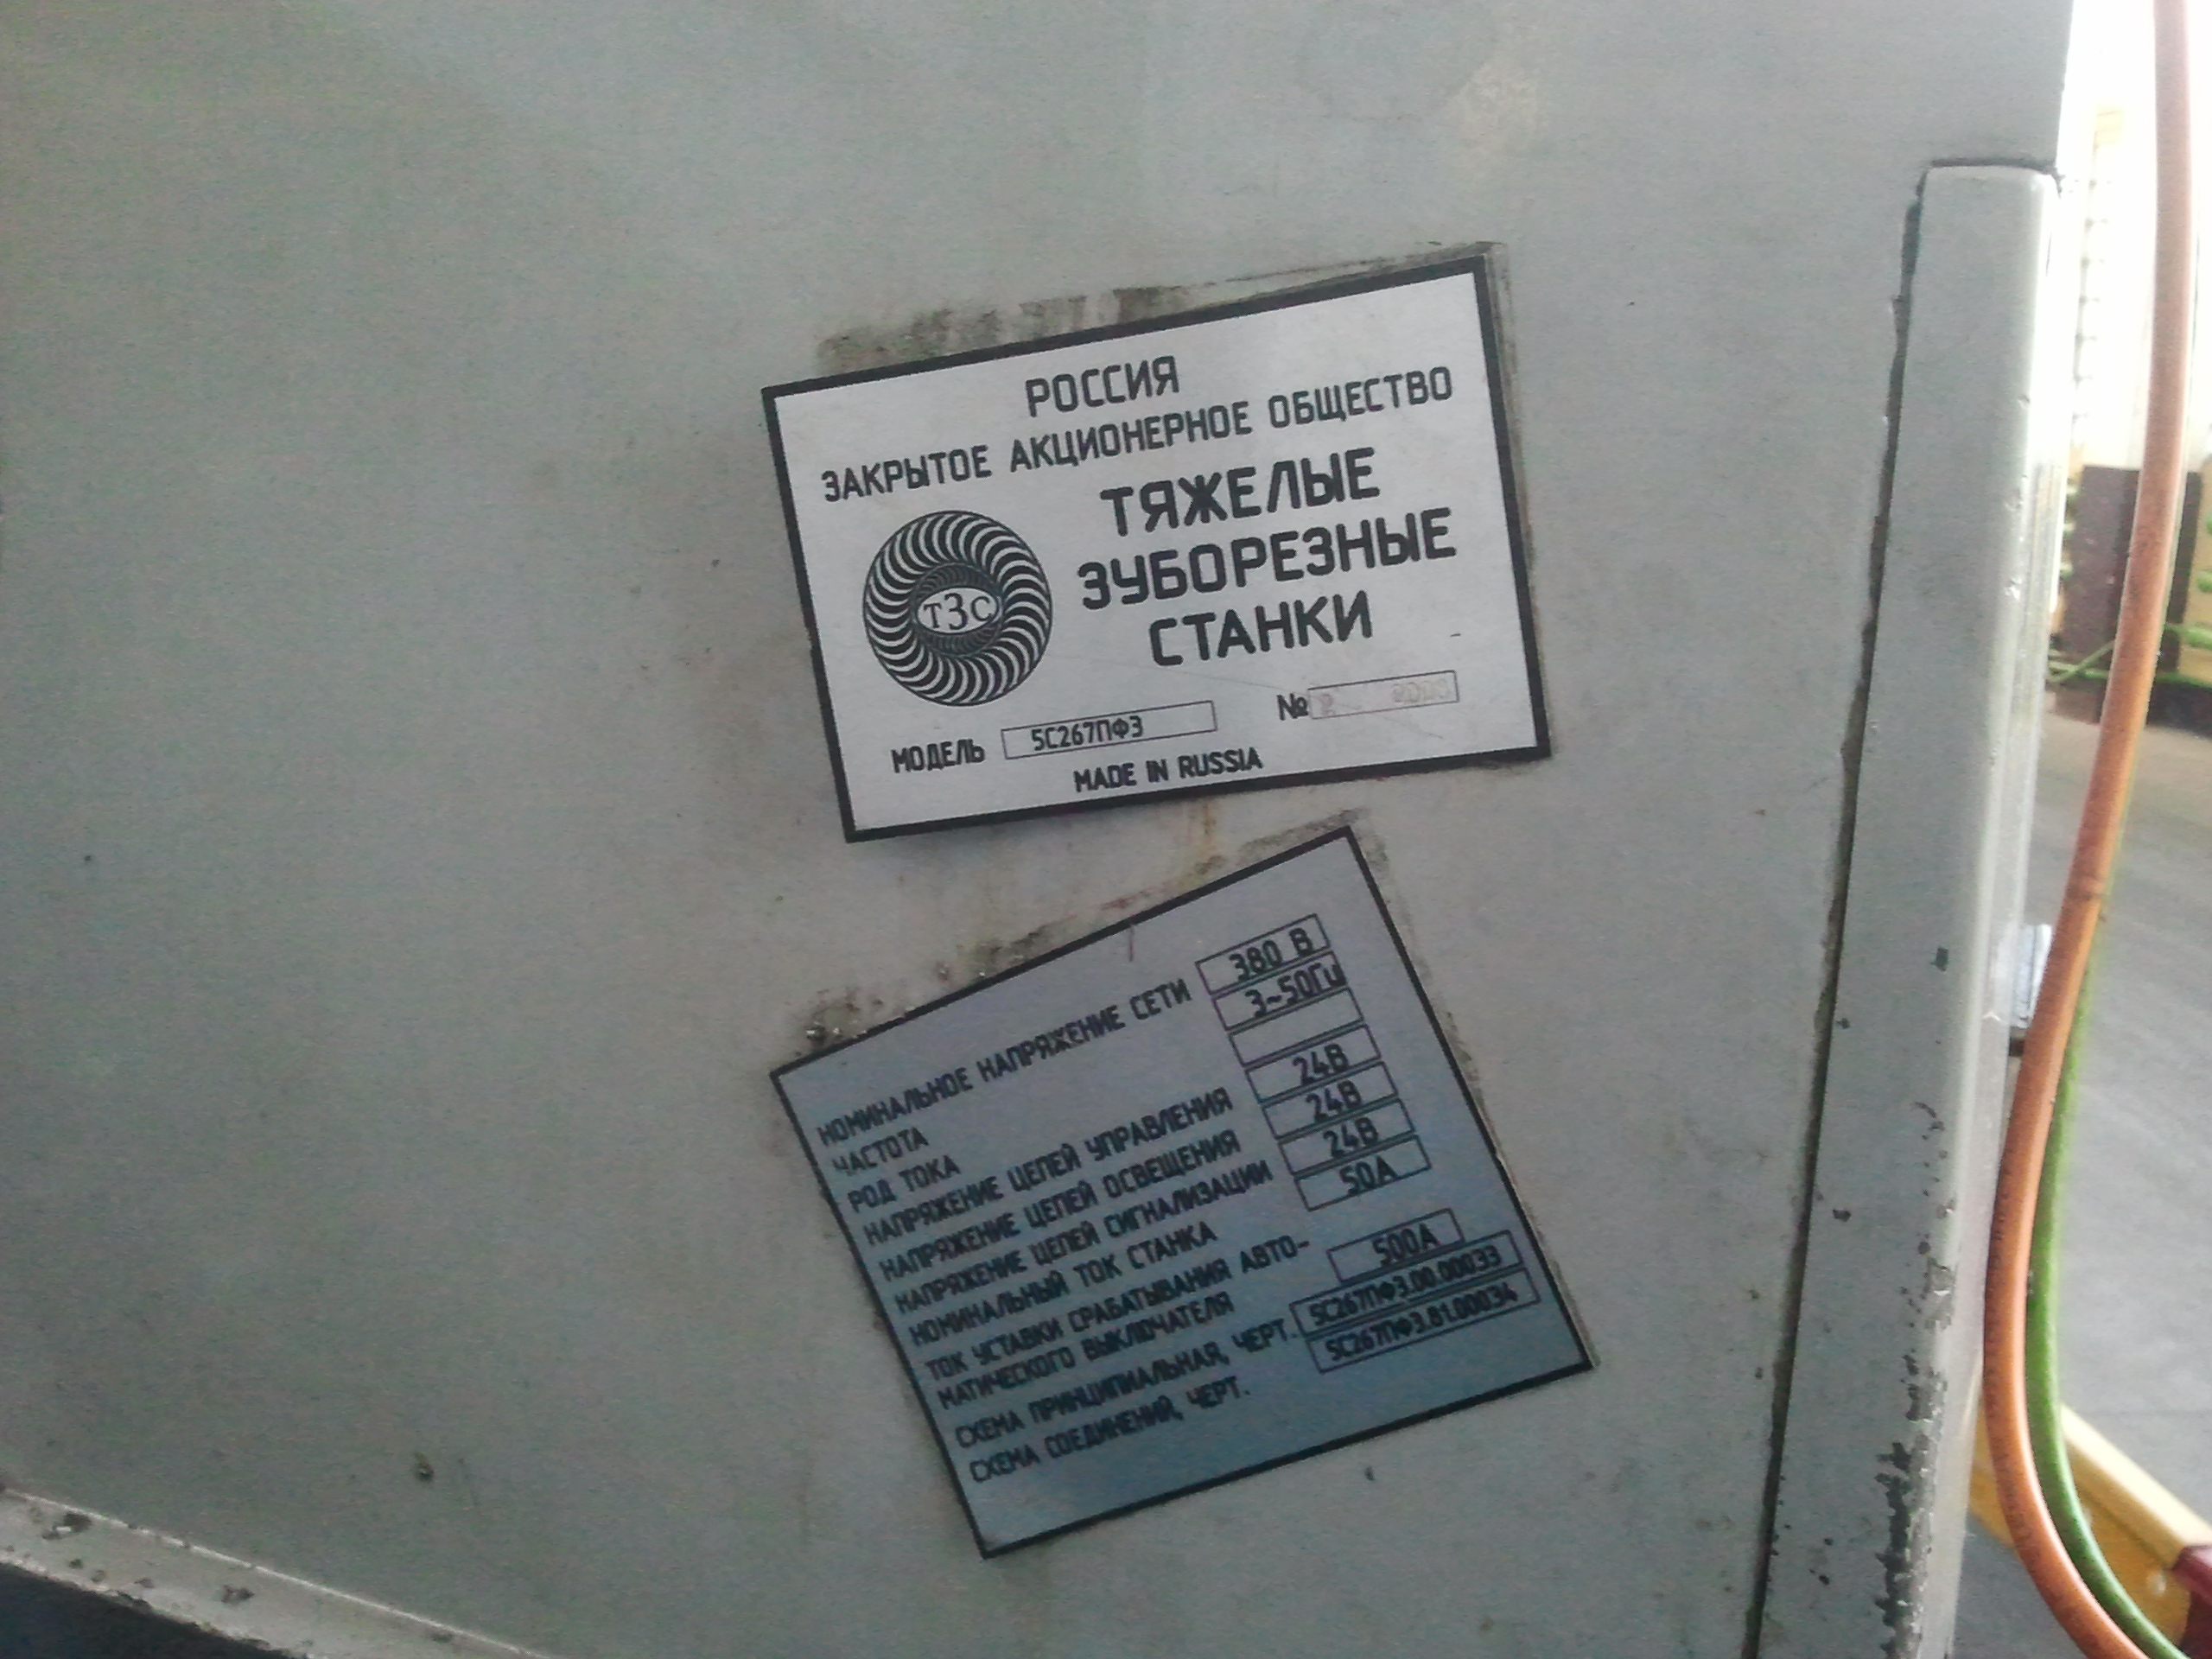 РОССИЯ
ЗАКРЫТОЕ АКЦИОНЕРНОЕ ОБЩЕСТВО
ТЯЖЕЛЫЕ
ЗУБОРЕЗНЫЕ
СТАНКИ
ТЗС
МОДЕЛЬ 5С267ПФ3 №
MADE IN RUSSIA
НОМИНАЛЬНОЕ НАПРЯЖЕНИЕ СЕТИ 380 В
ЧАСТОТА 3~50Гц
РОД ТОКА
НАПРЯЖЕНИЕ ЦЕПЕЙ УПРАВЛЕНИЯ 24В
НАПРЯЖЕНИЕ ЦЕПЕЙ ОСВЕЩЕНИЯ 24В
НАПРЯЖЕНИЕ ЦЕПЕЙ СИГНАЛИЗАЦИИ 24В
НОМИНАЛЬНЫЙ ТОК СТАНКА 50А
ТОК УСТАВКИ СРАБАТЫВАНИЯ АВТО-
МАТИЧЕСКОГО ВЫКЛЮЧАТЕЛЯ 500А
СХЕМА ПРИНЦИПИАЛЬНАЯ, ЧЕРТ. 5С267ПФ3.00.00033
СХЕМА СОЕДИНЕНИЙ, ЧЕРТ. 5С267ПФ3.81.00034